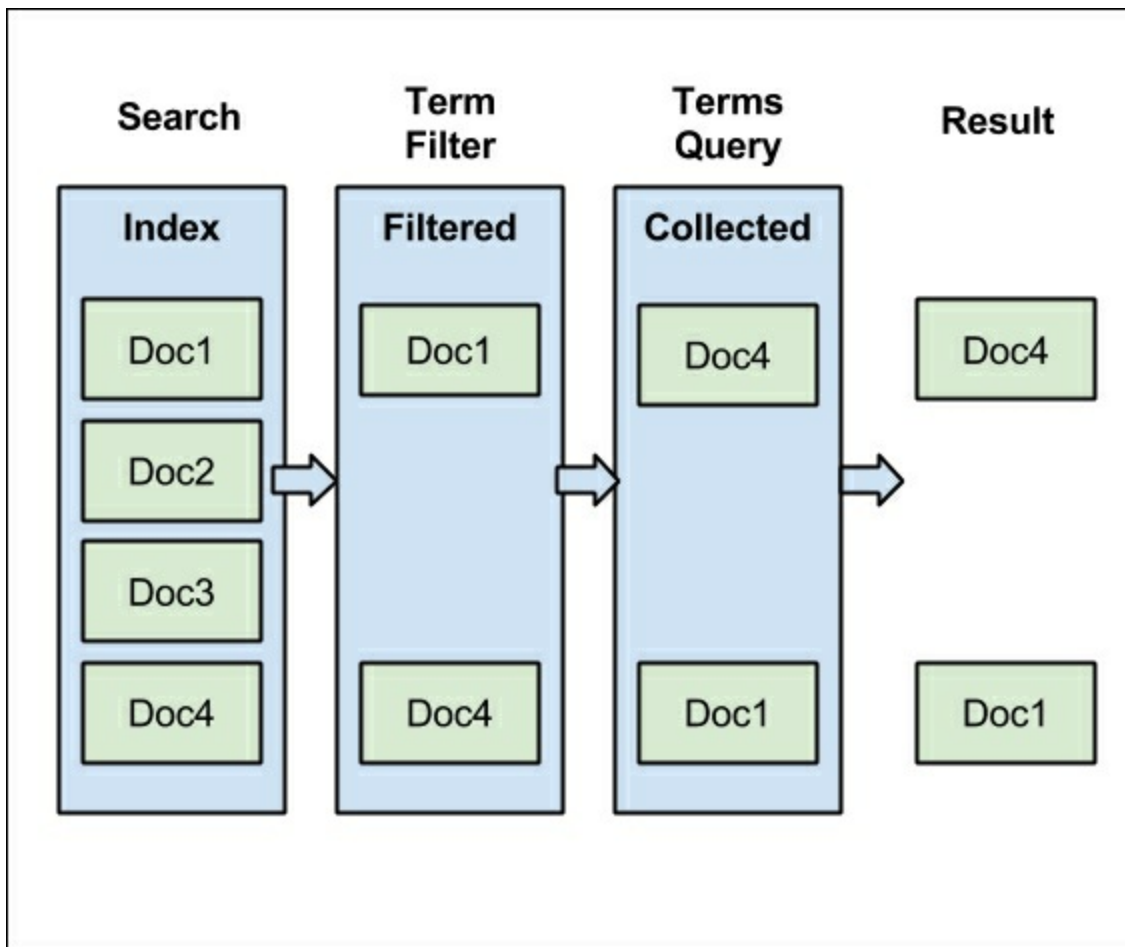 Search
Term
Filter
Terms
Query
Result
Index
Doc1
Doc2
Doc3
Doc4
Filtered
Doc1
Doc4
Collected
Doc4
Doc1
Doc4
Doc1